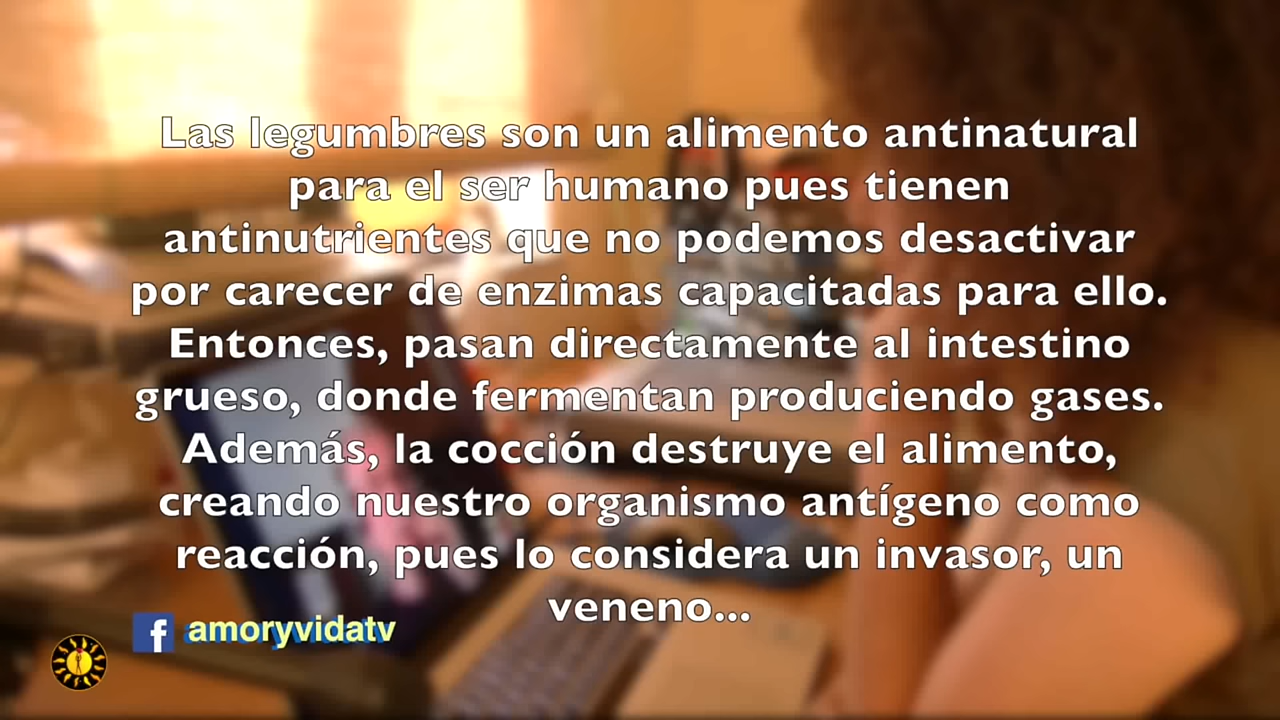 Las legumbres son un alimento antinatural
para el ser humano pues tienen
antinutrientes que no podemos desactivar
por carecer de enzimas capacitadas para ello.
Entonces, pasan directamente al intestino
grueso, donde fermentan produciendo gases.
Además, la cocción destruye el alimento,
creando nuestro organismo antígeno como
reacción, pues lo considera un invasor, un
veneno...
f amoryvidatv